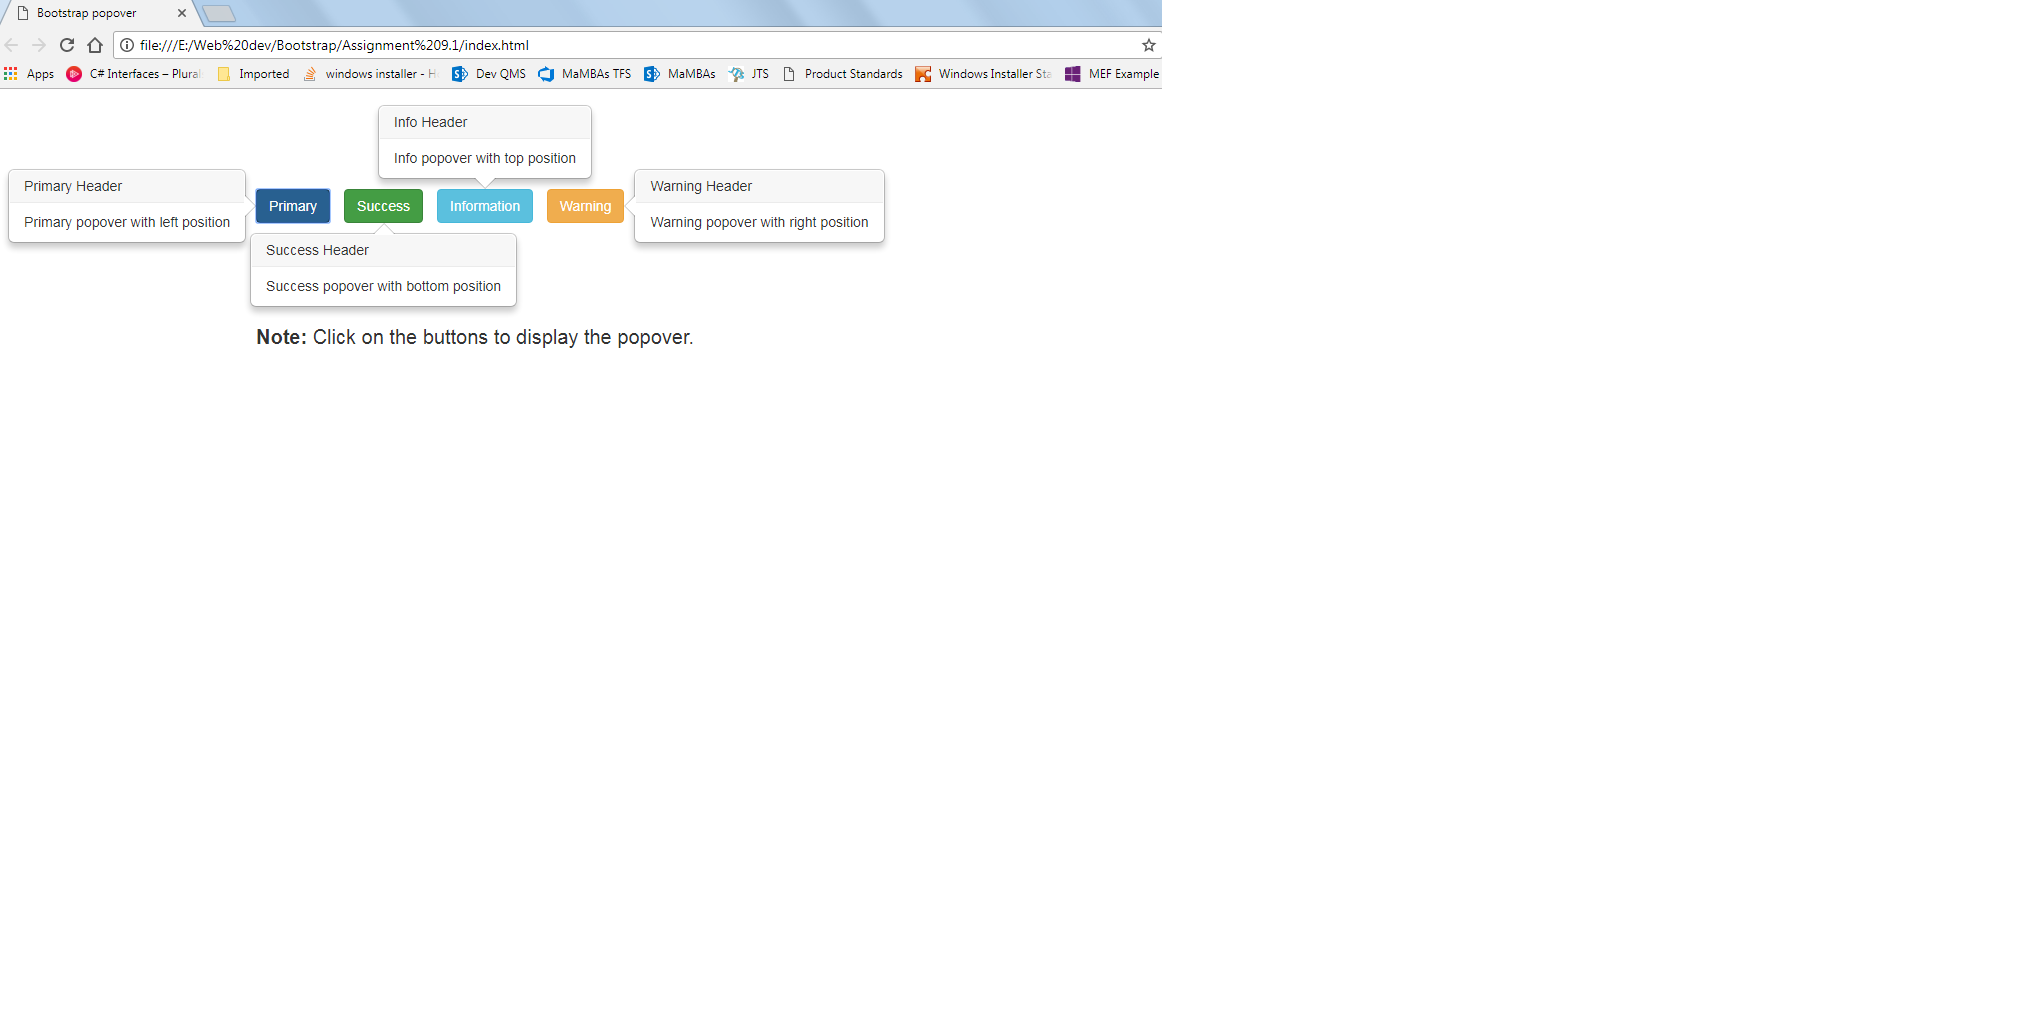 Bootstrap popover
file:///E:/Web%20dev/Bootstrap/Assignment%209.1/index.html
Apps C# Interfaces – Plural Imported windows installer - H Dev QMS MaMBAs TFS MaMBAs JTS Product Standards Windows Installer Sta MEF Example
Info Header
Info popover with top position
Primary Header
Primary popover with left position
Primary Success Information Warning
Warning Header
Warning popover with right position
Success Header
Success popover with bottom position
Note: Click on the buttons to display the popover.